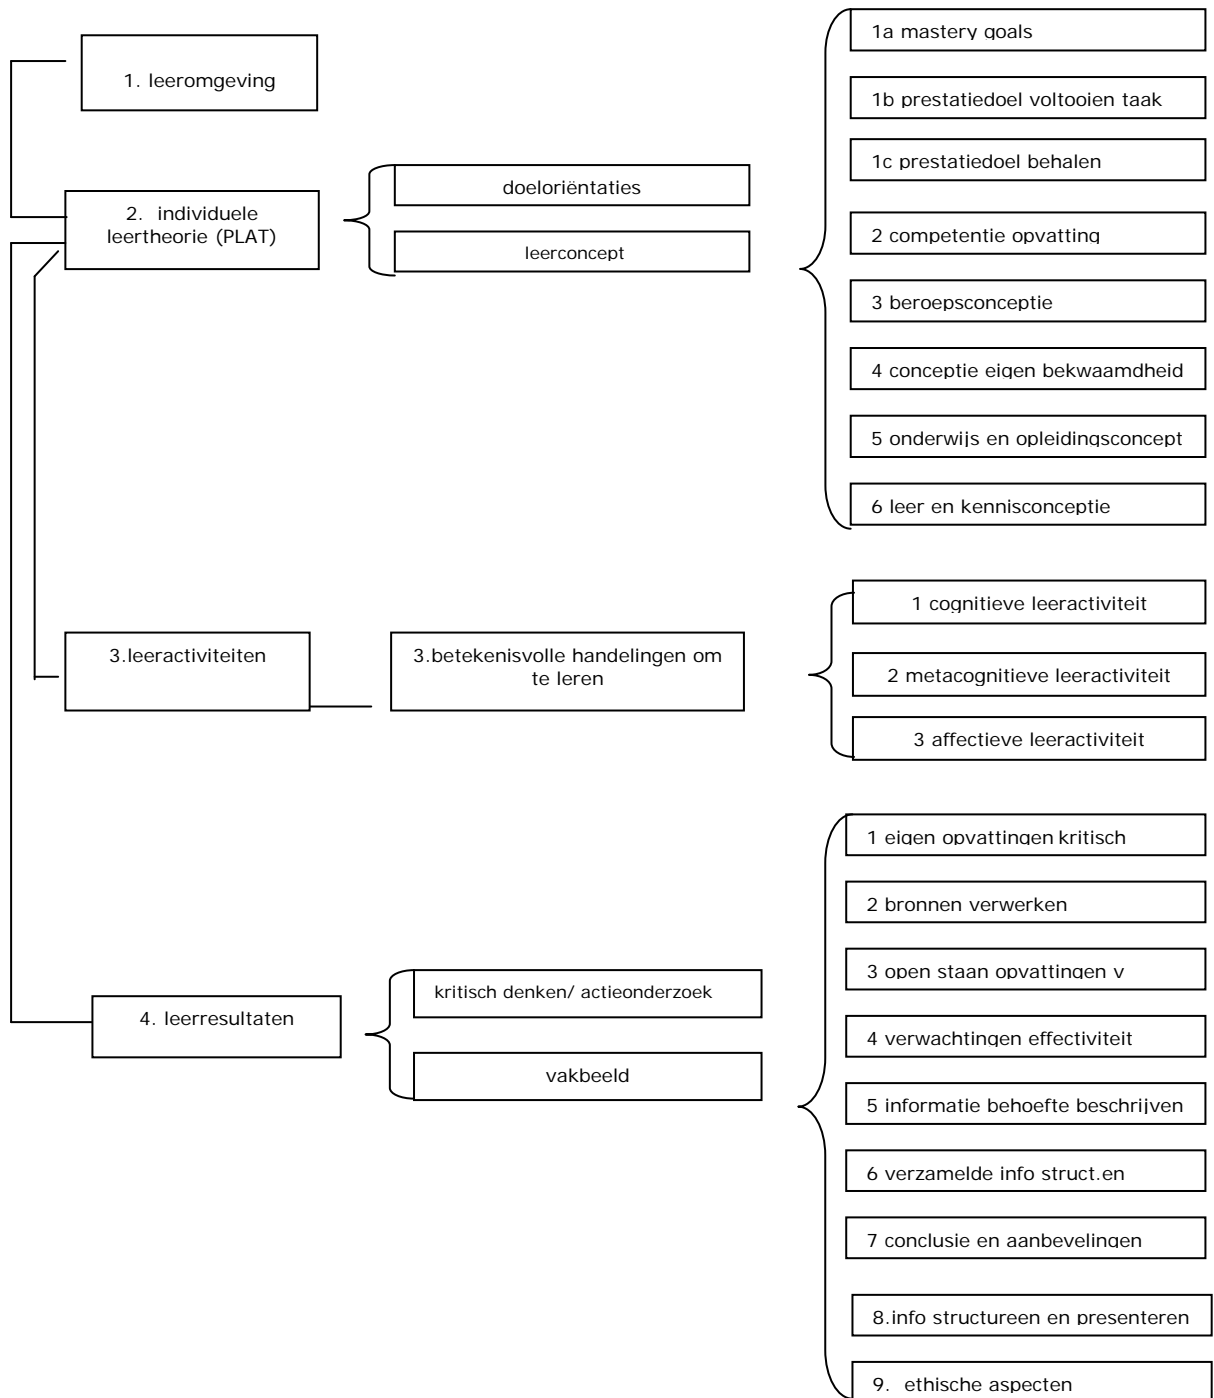 1. leeromgeving
2. individuele
leertheorie (PLAT)
doeloriëntaties
leerconcept
1a mastery goals
1b prestatiedoel voltooien taak
1c prestatiedoel behalen
2 competentie opvatting
3 beroepsconceptie
4 conceptie eigen bekwaamdheid
5 onderwijs en opleidingsconcept
6 leer en kennisconceptie
3.leeractiviteiten
3.betekenisvolle handelingen om
te leren
1 cognitieve leeractiviteit
2 metacognitieve leeractiviteit
3 affectieve leeractiviteit
4. leerresultaten
kritisch denken/ actieonderzoek
vakbeeld
1 eigen opvattingen kritisch
2 bronnen verwerken
3 open staan opvattingen v
4 verwachtingen effectiviteit
5 informatie behoefte beschrijven
6 verzamelde info struct.en
7 conclusie en aanbevelingen
8.info structureen en presenteren
9. ethische aspecten